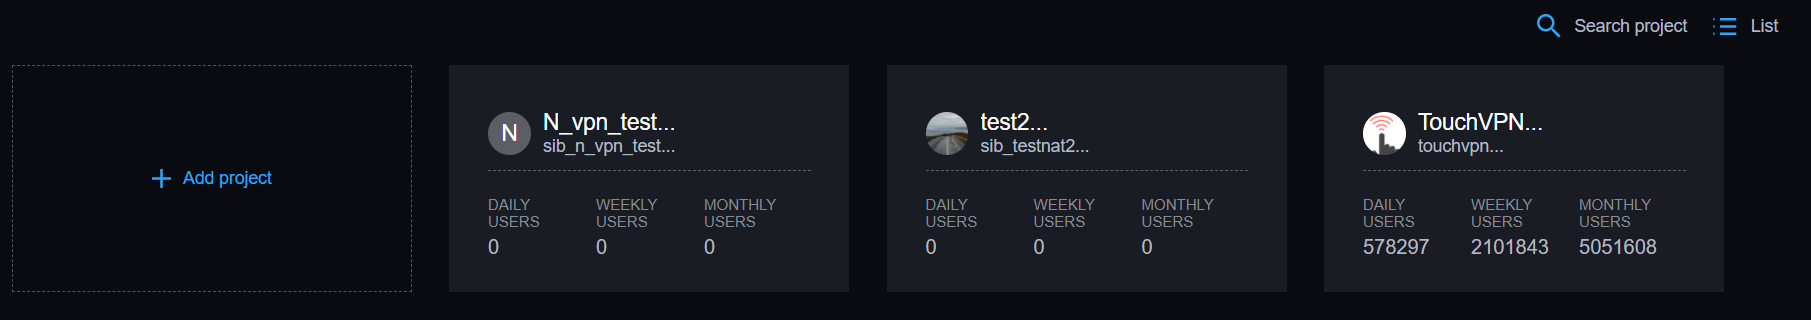 Search project
List
Add project
N
N_vpn_test...
sib_n_vpn_test...
DAILY USERS
0
WEEKLY USERS
0
MONTHLY USERS
0
test2...
sib_testnat2...
DAILY USERS
0
WEEKLY USERS
0
MONTHLY USERS
0
TouchVPN...
touchvpn...
DAILY USERS
578297
WEEKLY USERS
2101843
MONTHLY USERS
5051608